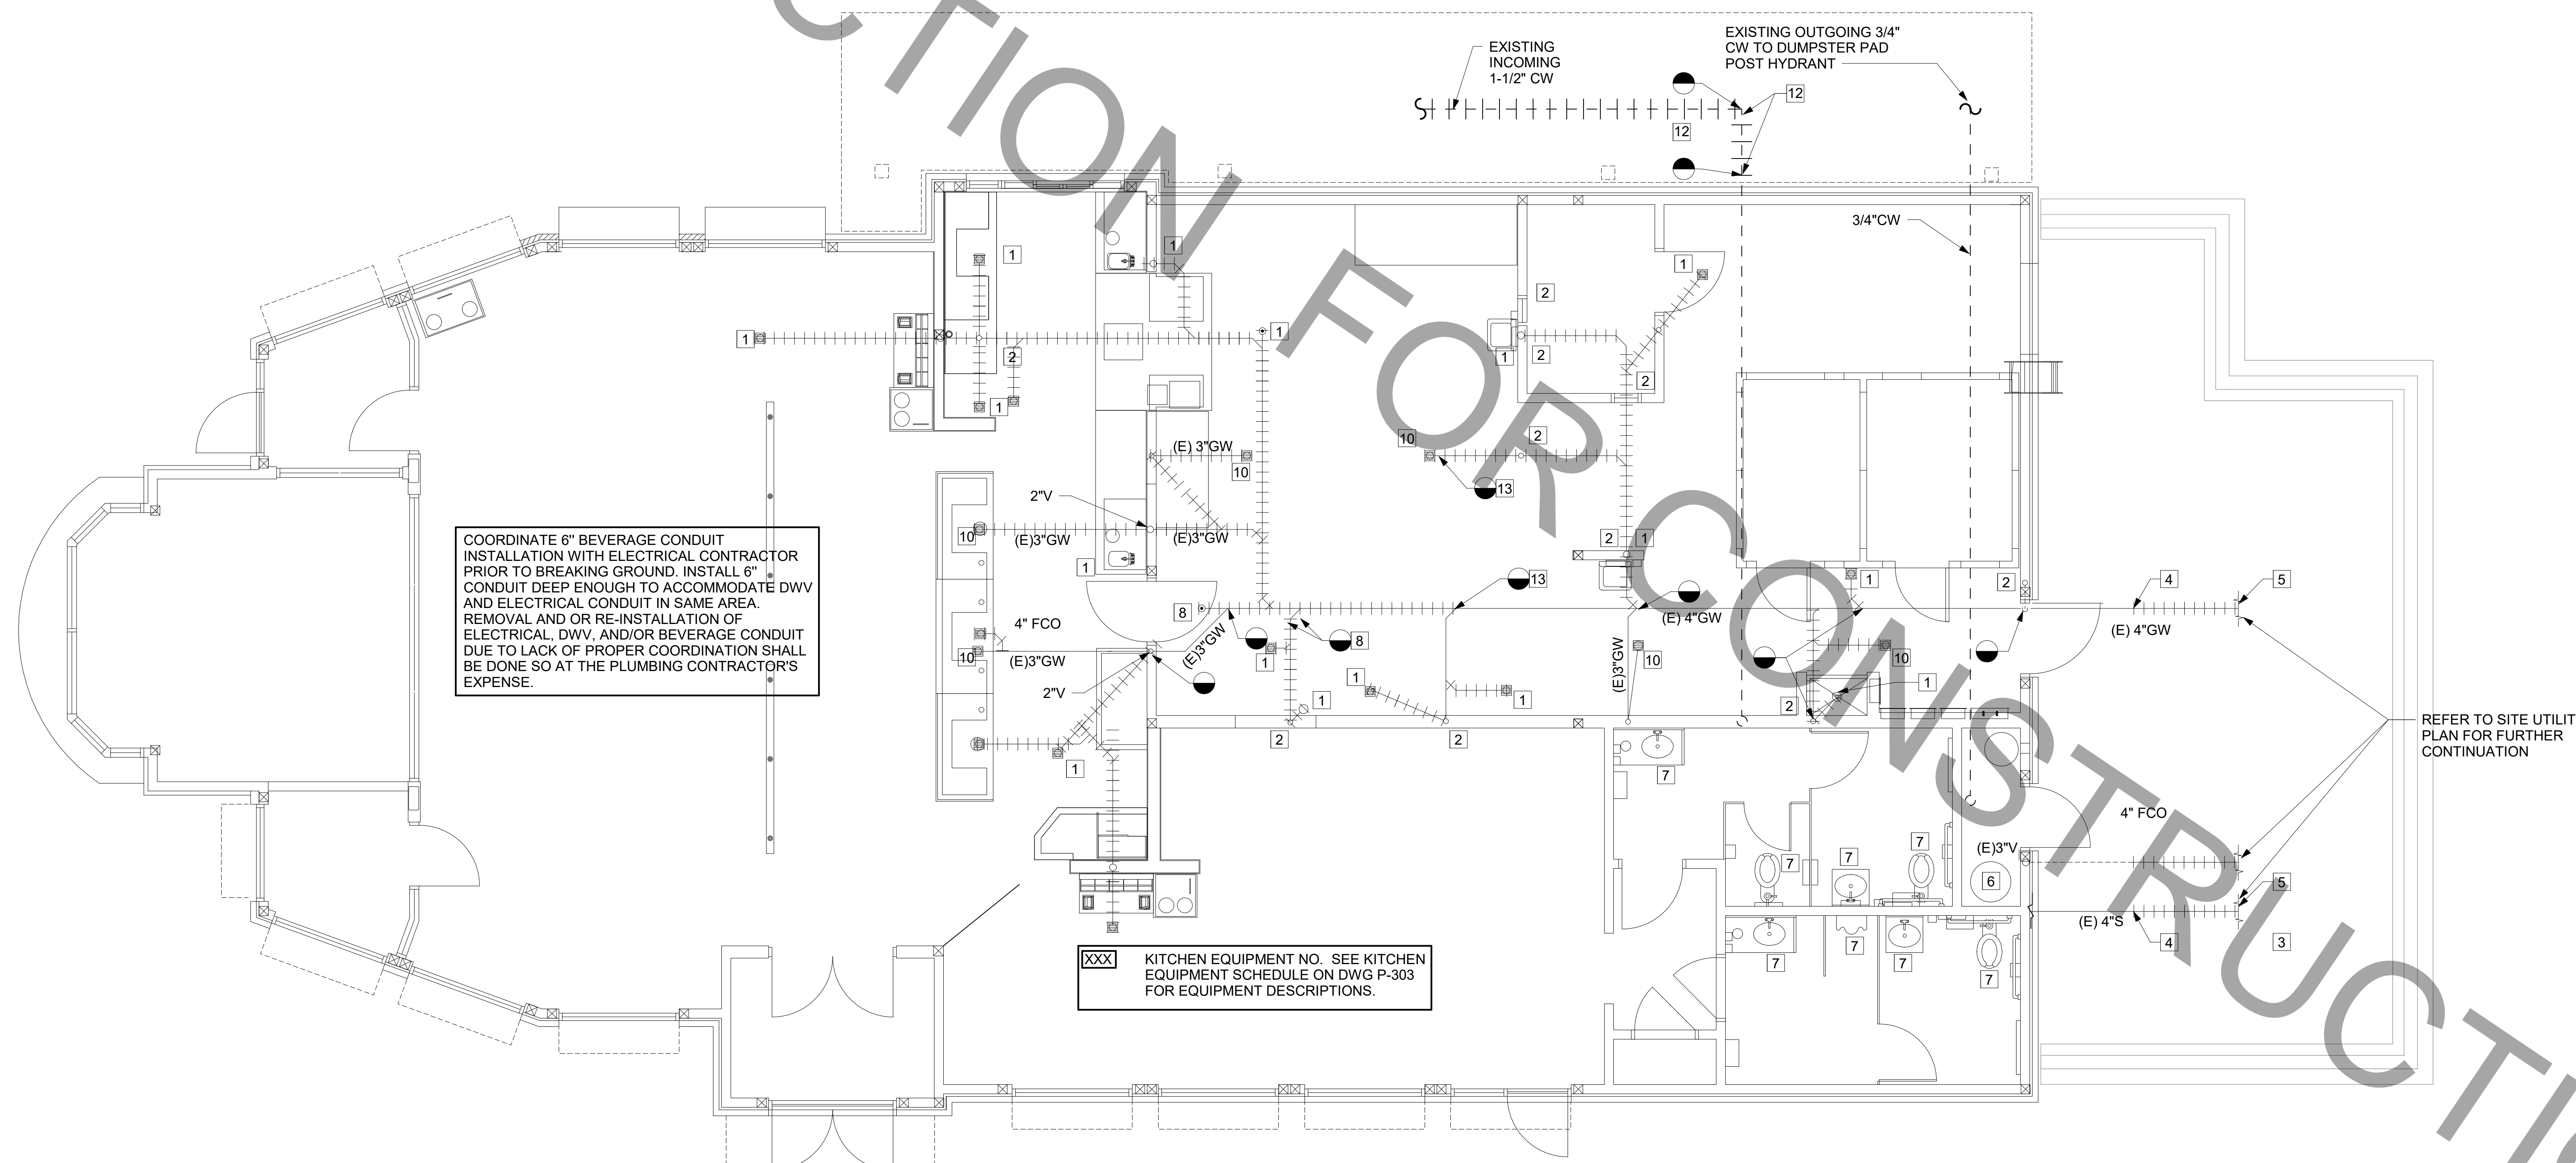 CTION FOR CONSTRUCTI
EXISTING
INCOMING
1-1/2" CW
EXISTING OUTGOING 3/4"
CW TO DUMPSTER PAD
POST HYDRANT
12
12
3/4"CW
1
1
1
2
1
1
2
1
2
1
2
2
10
(E) 3"GW
10
13
2"V
10
(E)3"GW
(E)3"GW
2
1
1
13
8
4" FCO
(E)3"GW
10
(E)3"GW
8
1
2"V
1
1
1
1
2
2
(E)3"GW
10
(E) 4"GW
1
10
1
2
2
4
5
(E) 4"GW
COORDINATE 6" BEVERAGE CONDUIT
INSTALLATION WITH ELECTRICAL CONTRACTOR
PRIOR TO BREAKING GROUND. INSTALL 6"
CONDUIT DEEP ENOUGH TO ACCOMMODATE DWV
AND ELECTRICAL CONDUIT IN SAME AREA.
REMOVAL AND OR RE-INSTALLATION OF
ELECTRICAL, DWV, AND/OR BEVERAGE CONDUIT
DUE TO LACK OF PROPER COORDINATION SHALL
BE DONE SO AT THE PLUMBING CONTRACTOR'S
EXPENSE.
REFER TO SITE UTILIT
PLAN FOR FURTHER
CONTINUATION
7
7
7
7
4" FCO
(E)3"V
6
5
(E) 4"S
4
3
7
7
7
7
XXX KITCHEN EQUIPMENT NO. SEE KITCHEN
EQUIPMENT SCHEDULE ON DWG P-303
FOR EQUIPMENT DESCRIPTIONS.